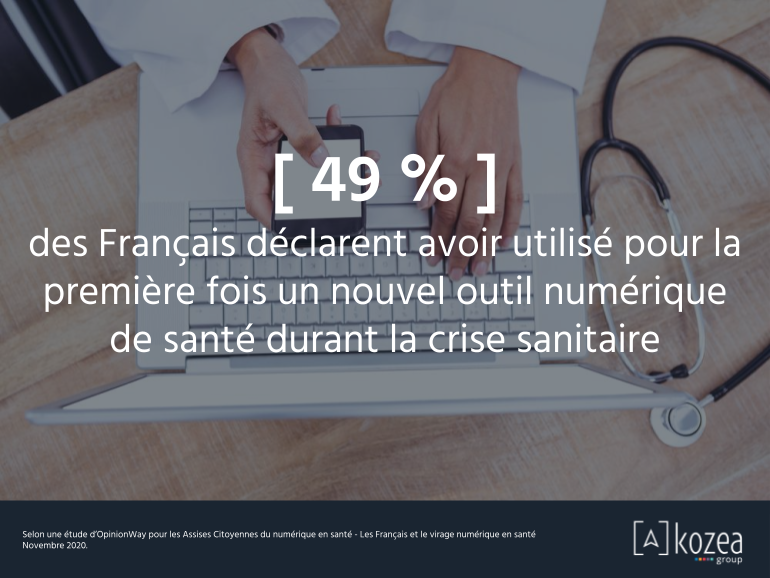 [ 49 % ]
des Français déclarent avoir utilisé pour la
première fois un nouvel outil numérique
de santé durant la crise sanitaire
Selon une étude d'OpinionWay pour les Assises Citoyennes du numérique en santé - Les Français et le virage numérique en santé
Novembre 2020.
[A] kozea
group